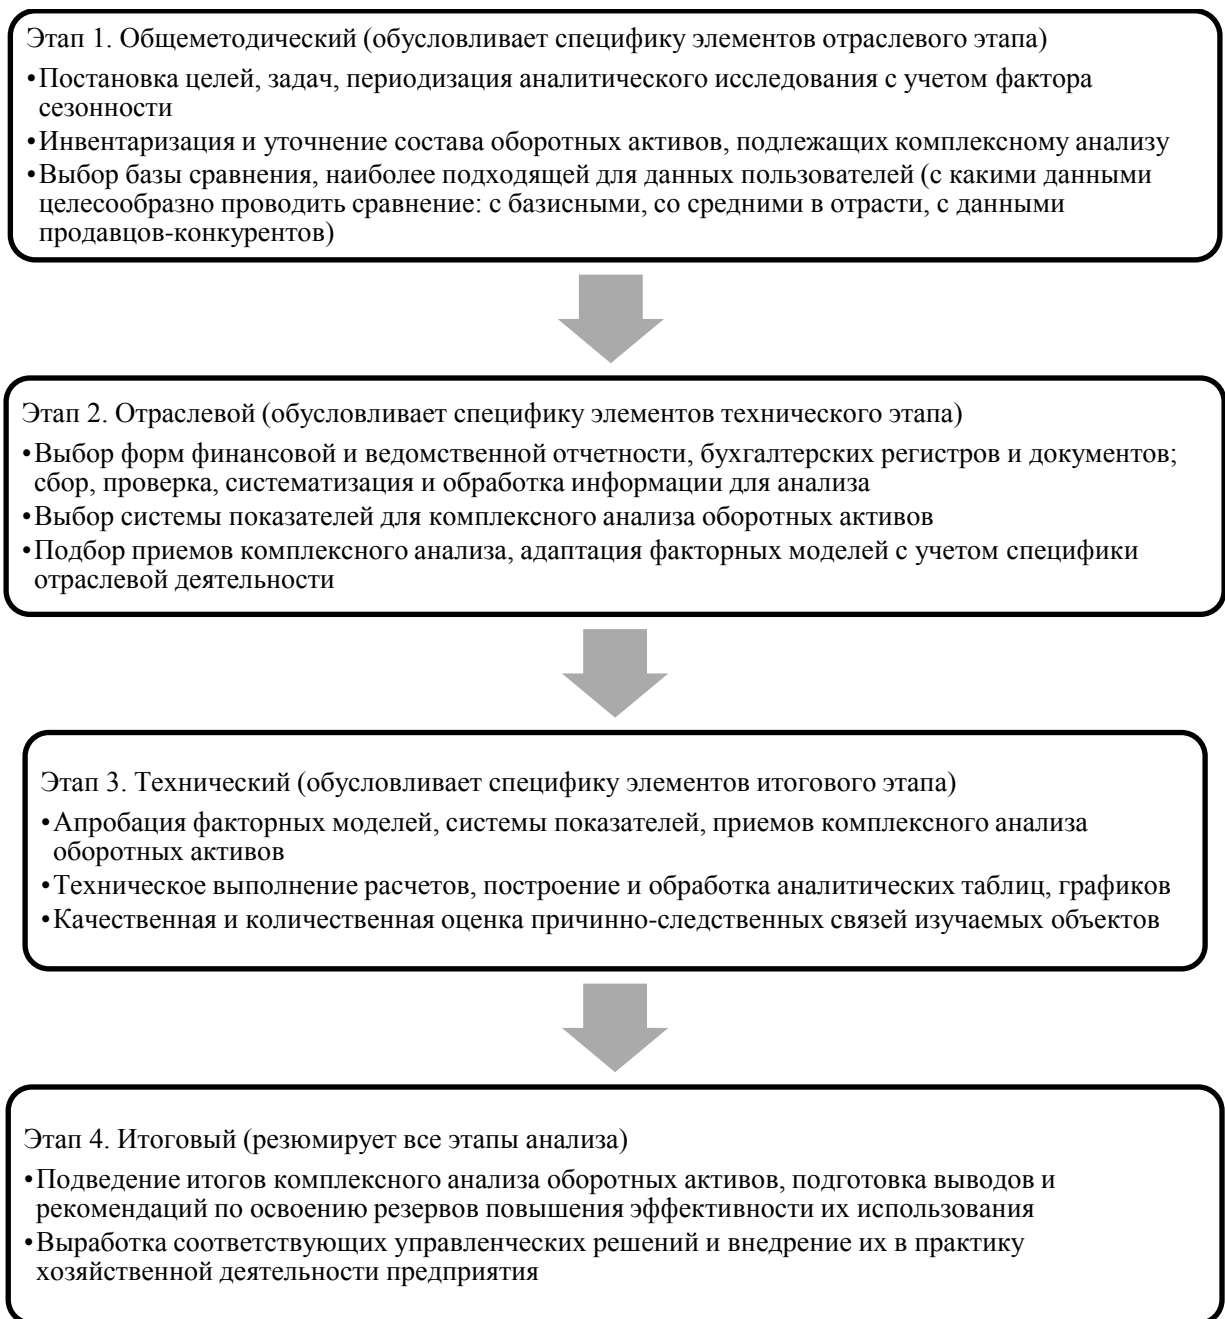 Этап 1. Общеметодический (обусловливает специфику элементов отраслевого этапа)
•Постановка целей, задач, периодизация аналитического исследования с учетом фактора
сезонности
•Инвентаризация и уточнение состава оборотных активов, подлежащих комплексному анализу
•Выбор базы сравнения, наиболее подходящей для данных пользователей (с какими данными
целесообразно проводить сравнение: с базисными, со средними в отрасти, с данными
продавцов-конкурентов)
Этап 2. Отраслевой (обусловливает специфику элементов технического этапа)
•Выбор форм финансовой и ведомственной отчетности, бухгалтерских регистров и документов;
сбор, проверка, систематизация и обработка информации для анализа
•Выбор системы показателей для комплексного анализа оборотных активов
•Подбор приемов комплексного анализа, адаптация факторных моделей с учетом специфики
отраслевой деятельности
Этап 3. Технический (обусловливает специфику элементов итогового этапа)
•Апробация факторных моделей, системы показателей, приемов комплексного анализа
оборотных активов
•Техническое выполнение расчетов, построение и обработка аналитических таблиц, графиков
•Качественная и количественная оценка причинно-следственных связей изучаемых объектов
Этап 4. Итоговый (резюмирует все этапы анализа)
•Подведение итогов комплексного анализа оборотных активов, подготовка выводов и
рекомендаций по освоению резервов повышения эффективности их использования
•Выработка соответствующих управленческих решений и внедрение их в практику
хозяйственной деятельности предприятия